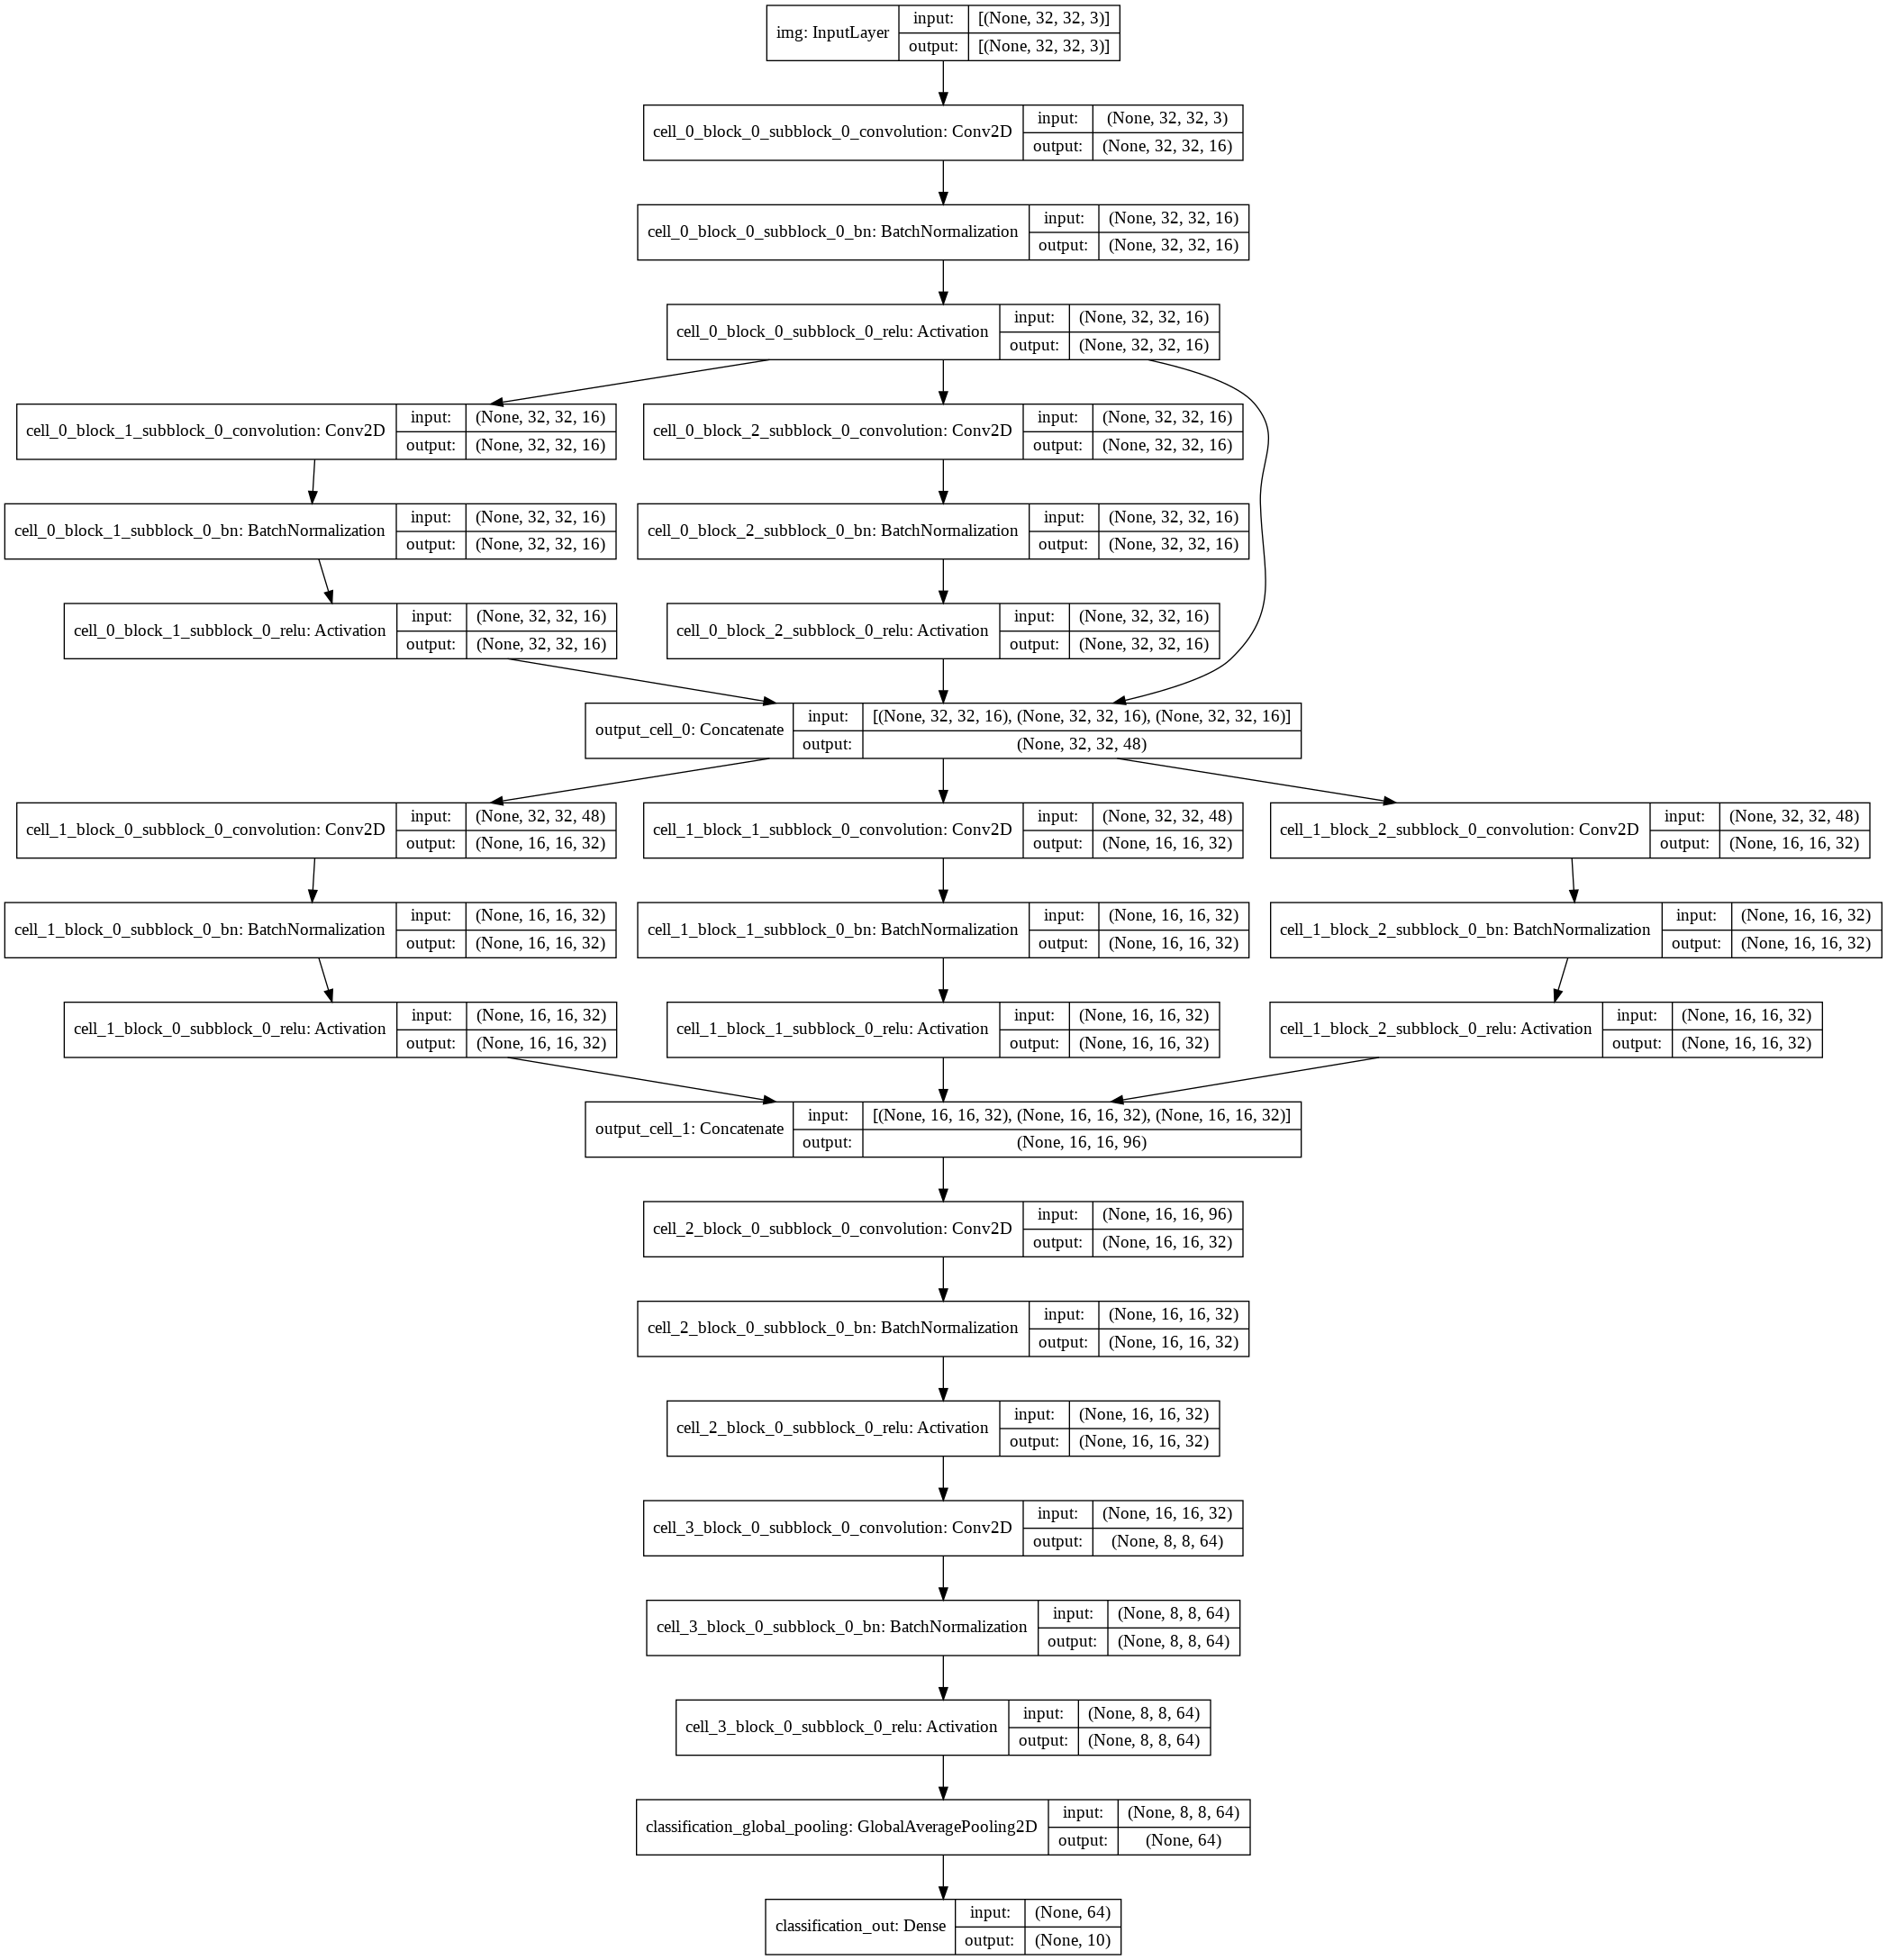 img: InputLayer
input:
[(None, 32, 32, 3)]
output:
[(None, 32, 32, 3)]
cell_0_block_0_subblock_0_convolution: Conv2D
input:
(None, 32, 32, 3)
output:
(None, 32, 32, 16)
cell_0_block_0_subblock_0_bn: BatchNormalization
input:
(None, 32, 32, 16)
output:
(None, 32, 32, 16)
cell_0_block_0_subblock_0_relu: Activation
input:
(None, 32, 32, 16)
output:
(None, 32, 32, 16)
cell_0_block_1_subblock_0_convolution: Conv2D
input:
(None, 32, 32, 16)
output:
(None, 32, 32, 16)
cell_0_block_2_subblock_0_convolution: Conv2D
input:
(None, 32, 32, 16)
output:
(None, 32, 32, 16)
cell_0_block_1_subblock_0_bn: BatchNormalization
input:
(None, 32, 32, 16)
output:
(None, 32, 32, 16)
cell_0_block_2_subblock_0_bn: BatchNormalization
input:
(None, 32, 32, 16)
output:
(None, 32, 32, 16)
cell_0_block_1_subblock_0_relu: Activation
input:
(None, 32, 32, 16)
output:
(None, 32, 32, 16)
cell_0_block_2_subblock_0_relu: Activation
input:
(None, 32, 32, 16)
output:
(None, 32, 32, 16)
output_cell_0: Concatenate
input:
[(None, 32, 32, 16), (None, 32, 32, 16), (None, 32, 32, 16)]
output:
(None, 32, 32, 48)
cell_1_block_0_subblock_0_convolution: Conv2D
input:
(None, 32, 32, 48)
output:
(None, 16, 16, 32)
cell_1_block_1_subblock_0_convolution: Conv2D
input:
(None, 32, 32, 48)
output:
(None, 16, 16, 32)
cell_1_block_2_subblock_0_convolution: Conv2D
input:
(None, 32, 32, 48)
output:
(None, 16, 16, 32)
cell_1_block_0_subblock_0_bn: BatchNormalization
input:
(None, 16, 16, 32)
output:
(None, 16, 16, 32)
cell_1_block_1_subblock_0_bn: BatchNormalization
input:
(None, 16, 16, 32)
output:
(None, 16, 16, 32)
cell_1_block_2_subblock_0_bn: BatchNormalization
input:
(None, 16, 16, 32)
output:
(None, 16, 16, 32)
cell_1_block_0_subblock_0_relu: Activation
input:
(None, 16, 16, 32)
output:
(None, 16, 16, 32)
cell_1_block_1_subblock_0_relu: Activation
input:
(None, 16, 16, 32)
output:
(None, 16, 16, 32)
cell_1_block_2_subblock_0_relu: Activation
input:
(None, 16, 16, 32)
output:
(None, 16, 16, 32)
output_cell_1: Concatenate
input:
[(None, 16, 16, 32), (None, 16, 16, 32), (None, 16, 16, 32)]
output:
(None, 16, 16, 96)
cell_2_block_0_subblock_0_convolution: Conv2D
input:
(None, 16, 16, 96)
output:
(None, 16, 16, 32)
cell_2_block_0_subblock_0_bn: BatchNormalization
input:
(None, 16, 16, 32)
output:
(None, 16, 16, 32)
cell_2_block_0_subblock_0_relu: Activation
input:
(None, 16, 16, 32)
output:
(None, 16, 16, 32)
cell_3_block_0_subblock_0_convolution: Conv2D
input:
(None, 16, 16, 32)
output:
(None, 8, 8, 64)
cell_3_block_0_subblock_0_bn: BatchNormalization
input:
(None, 8, 8, 64)
output:
(None, 8, 8, 64)
cell_3_block_0_subblock_0_relu: Activation
input:
(None, 8, 8, 64)
output:
(None, 8, 8, 64)
classification_global_pooling: GlobalAveragePooling2D
input:
(None, 8, 8, 64)
output:
(None, 64)
classification_out: Dense
input:
(None, 64)
output:
(None, 10)